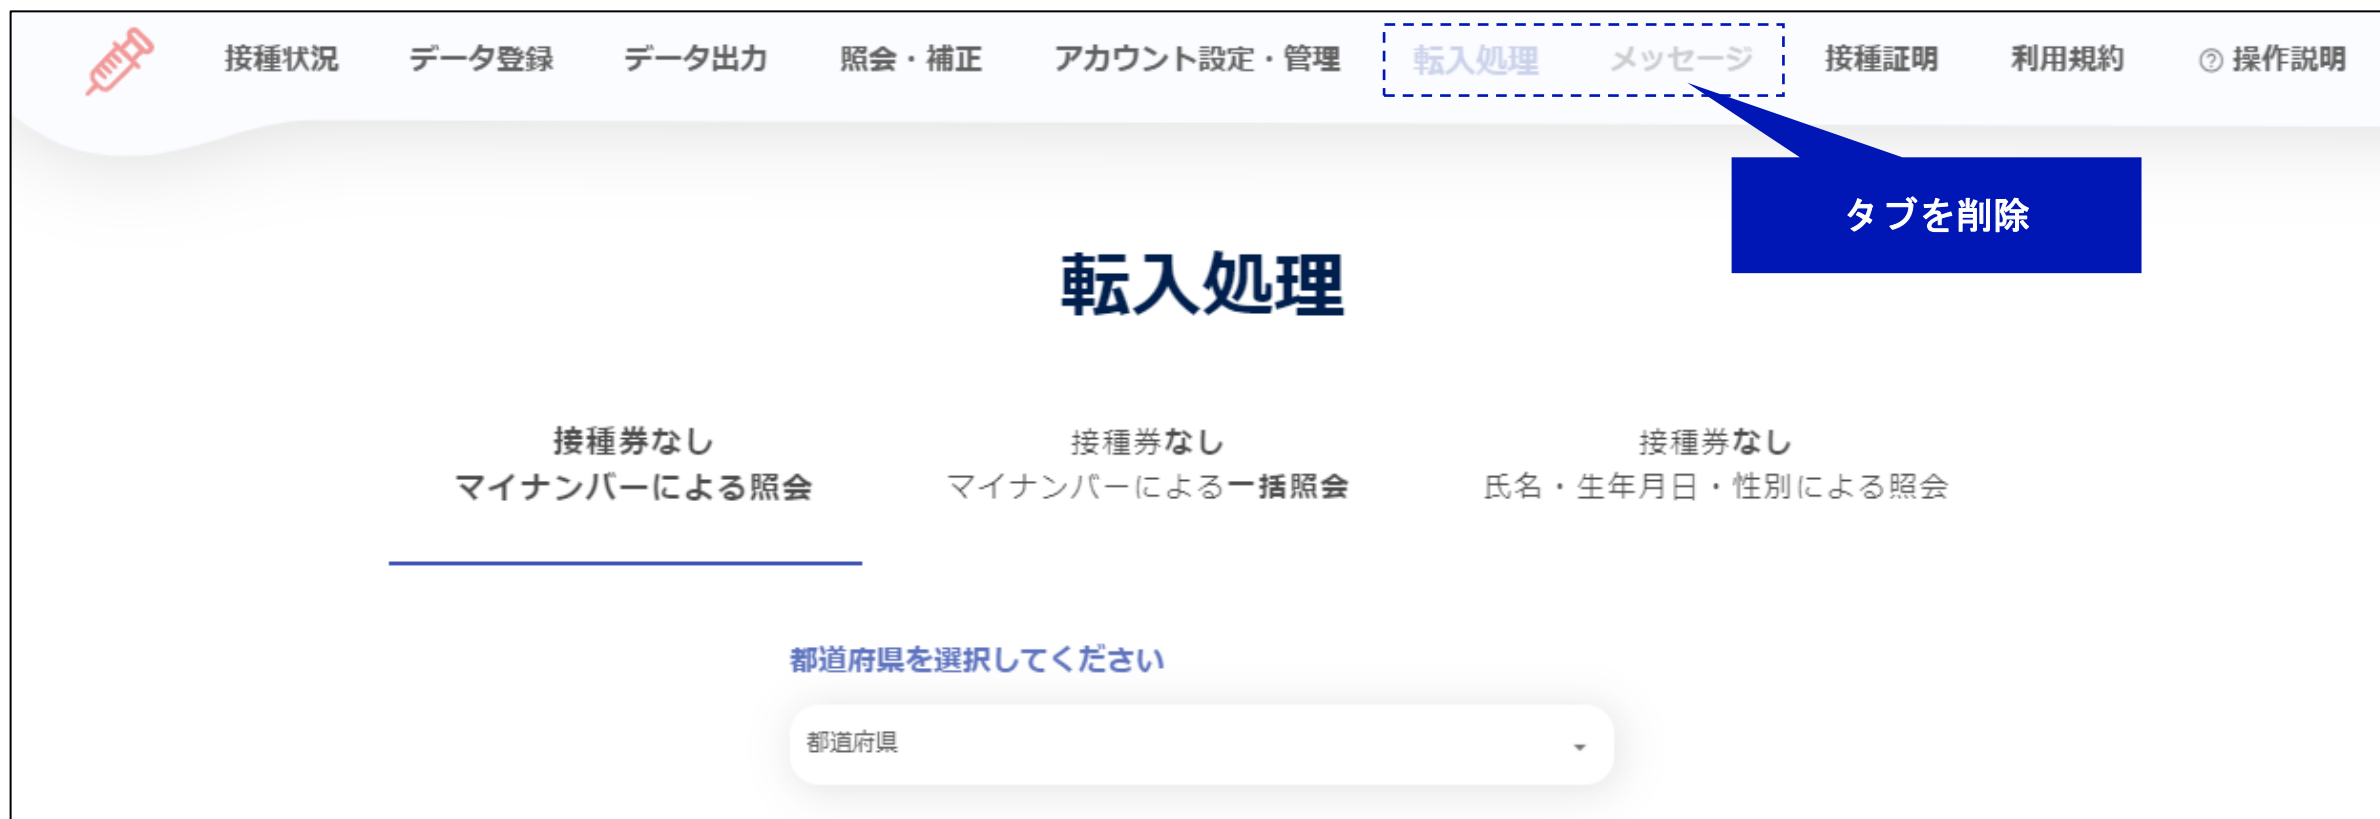 接種状況 データ登録 データ出力 照会・補正 アカウント設定・管理 転入処理 メッセージ 接種証明 利用規約 ? 操作説明
タブを削除
転入処理
接種券なし
マイナンバーによる照会
接種券なし
マイナンバーによる一括照会
接種券なし
氏名・生年月日・性別による照会
都道府県を選択してください
都道府県